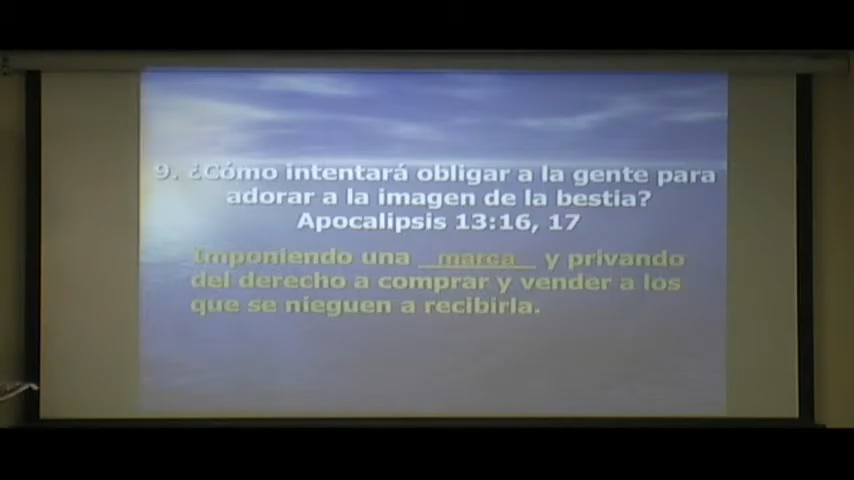 9. ¿Cómo intentará obligar a la gente para
adorar a la imagen de la bestia?
Apocalipsis 13:16, 17
Imponiendo una marca y privando
del derecho a comprar y vender a los
que se nieguen a recibirla.